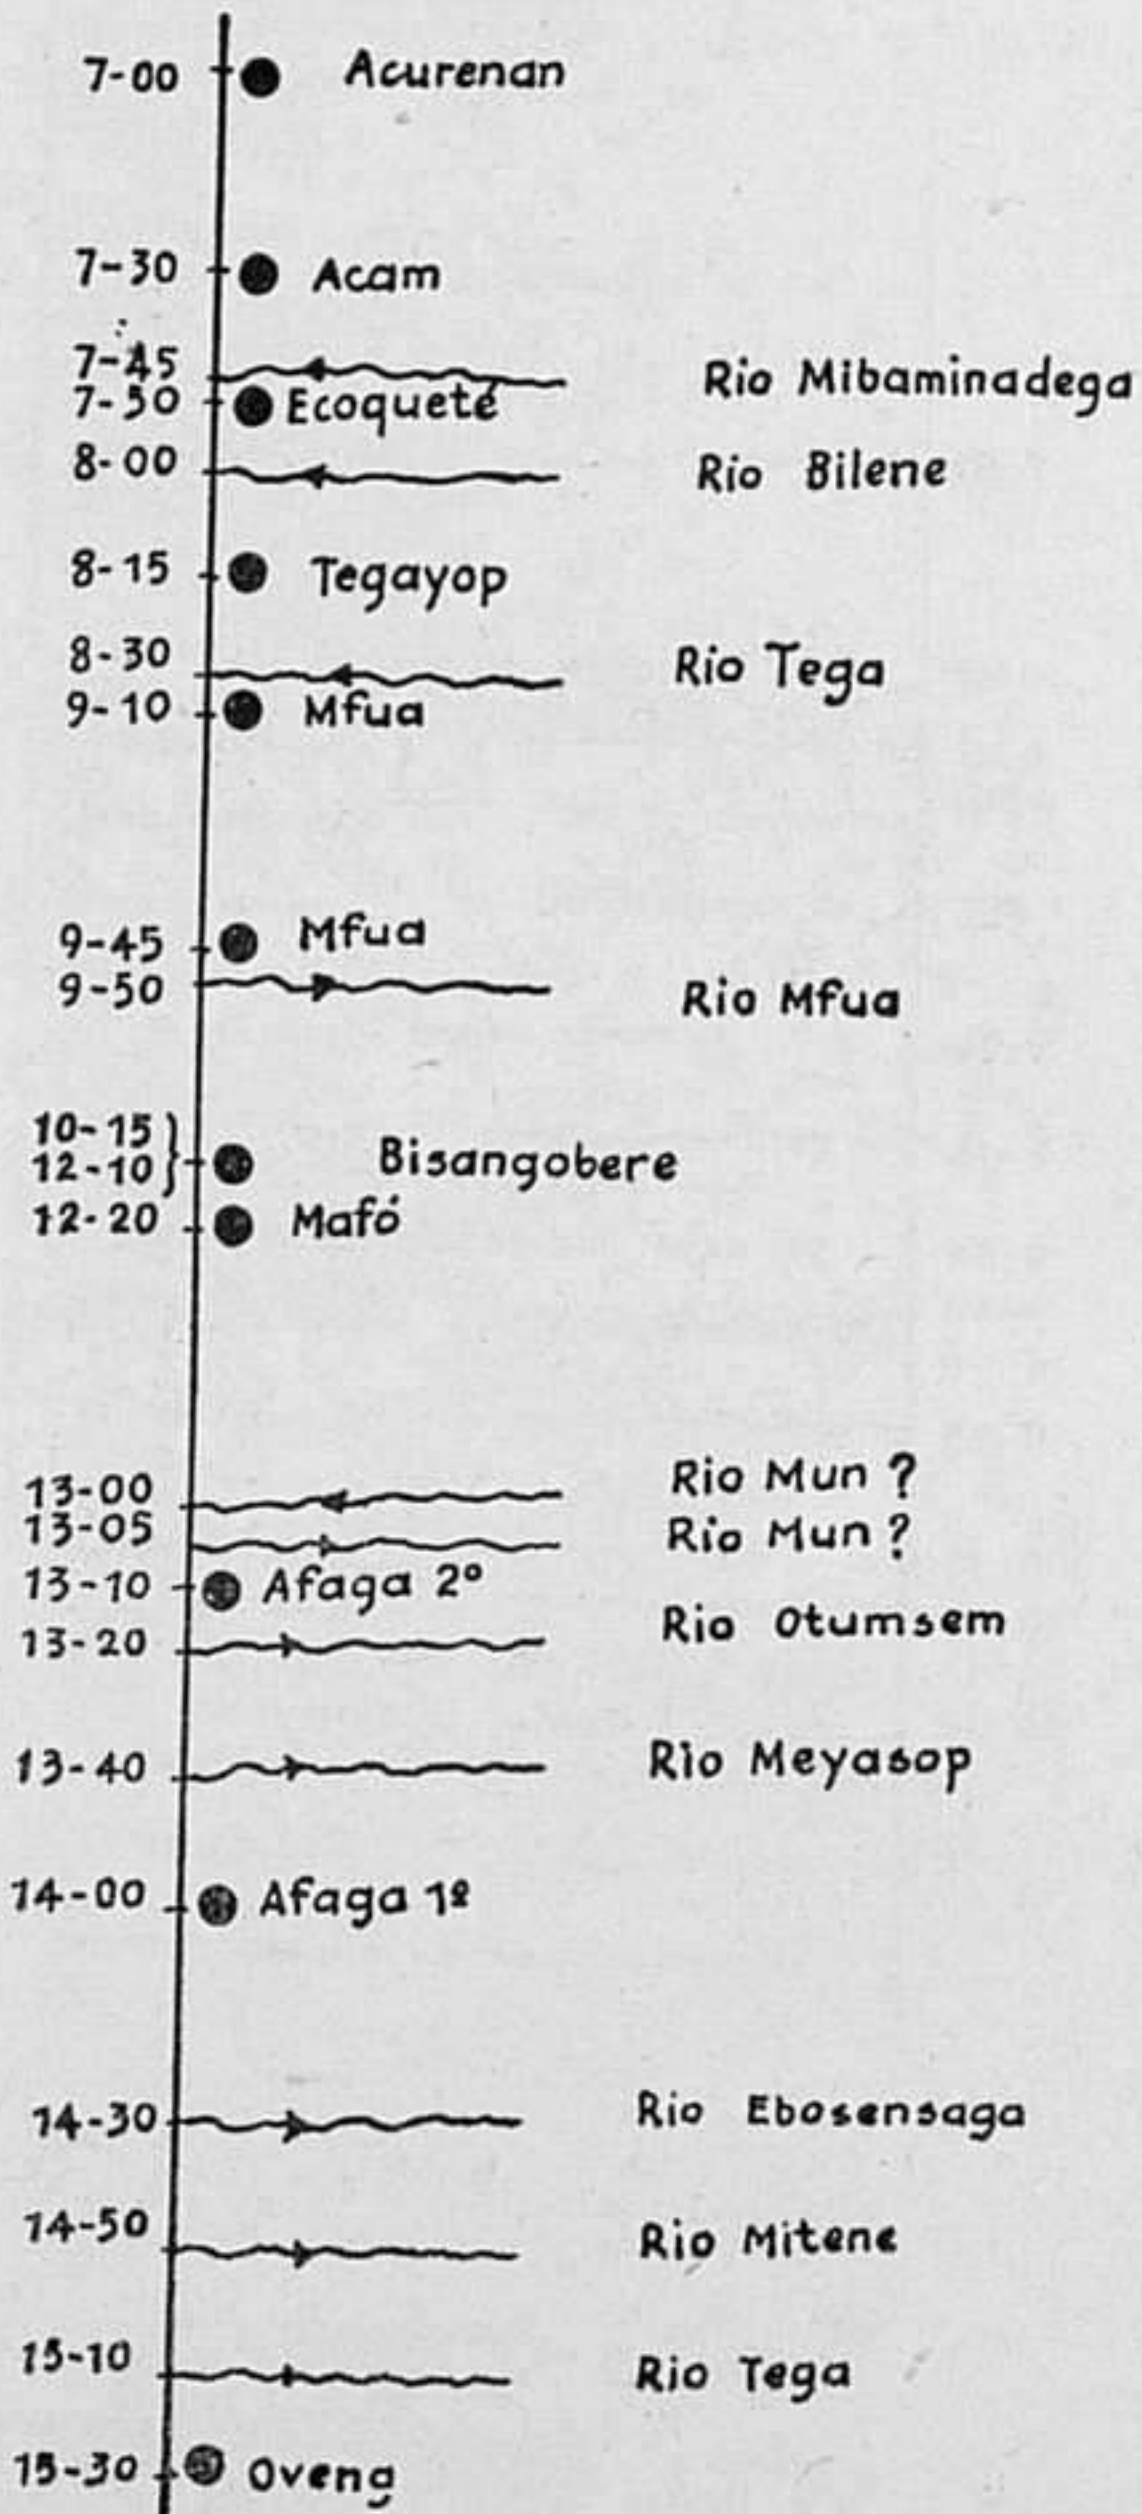 7-00 Acurenan
7-30 Acam
7-45 Rio Mibaminadega
7-50 Ecoqueté
8-00 Rio Bilene
8-15 Tegayop
8-30 Rio Tega
9-10 Mfua
9-45 Mfua
9-50 Rio Mfua
10-15
12-10 Bisangobere
12-20 Mafó
13-00 Rio Mun ?
13-05 Rio Mun ?
13-10 Afaga 2º
13-20 Rio Otumsem
13-40 Rio Meyasop
14-00 Afaga 1º
14-30 Rio Ebosensaga
14-50 Rio Mitene
15-10 Rio Tega
15-30 Oveng